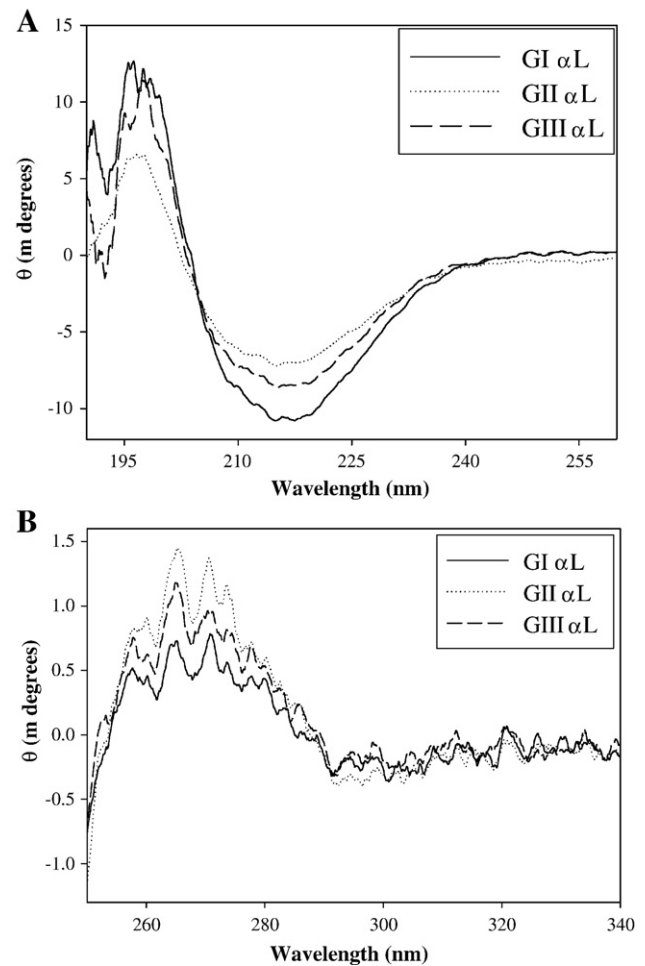 A
15
10
5
0
-5
-10
θ (m degrees)
GI αL
GII αL
GIII αL
195 210 225 240 255
Wavelength (nm)
B
1.5
1.0
0.5
0.0
-0.5
-1.0
θ (m degrees)
GI αL
GII αL
GIII αL
260 280 300 320 340
Wavelength (nm)